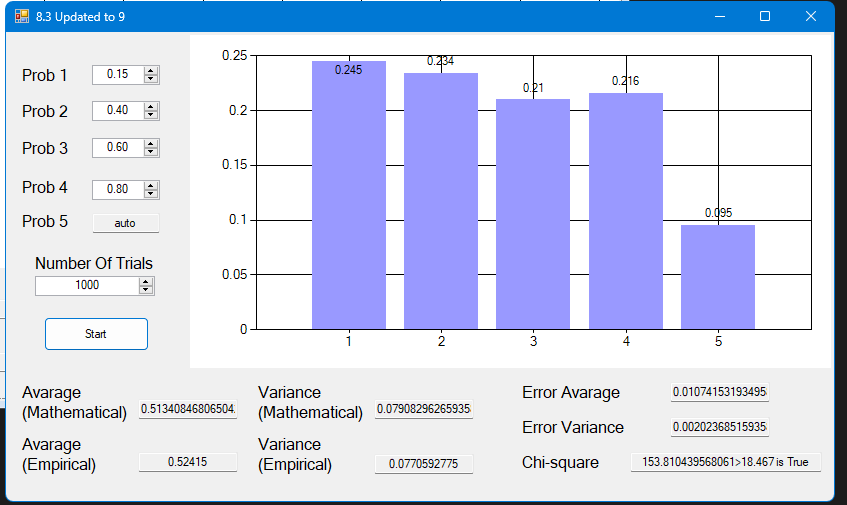 8.3 Updated to 9
Prob 1 0.15
Prob 2 0.40
Prob 3 0.60
Prob 4 0.80
Prob 5 auto
Number Of Trials
1000
Start
0.25
0.2
0.15
0.1
0.05
0
0.245
0.234
0.21
0.216
0.095
1 2 3 4 5
Avarage
(Mathematical) 0.51340846806504
Variance
(Mathematical) 0.0790829626593
Error Avarage 0.0107415319349
Error Variance 0.0020236851593
Avarage
(Empirical) 0.52415
Variance
(Empirical) 0.0770592775
Chi-square 153.810439568061>18.467 is True